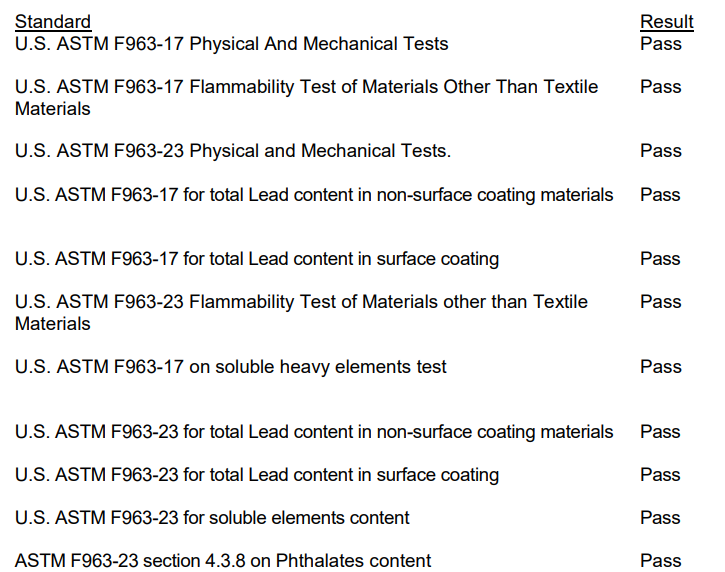 Standard Result
U.S. ASTM F963-17 Physical And Mechanical Tests Pass
U.S. ASTM F963-17 Flammability Test of Materials Other Than Textile Pass
Materials
U.S. ASTM F963-23 Physical and Mechanical Tests. Pass
U.S. ASTM F963-17 for total Lead content in non-surface coating materials Pass
U.S. ASTM F963-17 for total Lead content in surface coating Pass
U.S. ASTM F963-23 Flammability Test of Materials other than Textile Pass
Materials
U.S. ASTM F963-17 on soluble heavy elements test Pass
U.S. ASTM F963-23 for total Lead content in non-surface coating materials Pass
U.S. ASTM F963-23 for total Lead content in surface coating Pass
U.S. ASTM F963-23 for soluble elements content Pass
ASTM F963-23 section 4.3.8 on Phthalates content Pass